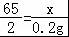 65/2 = x/0.2g